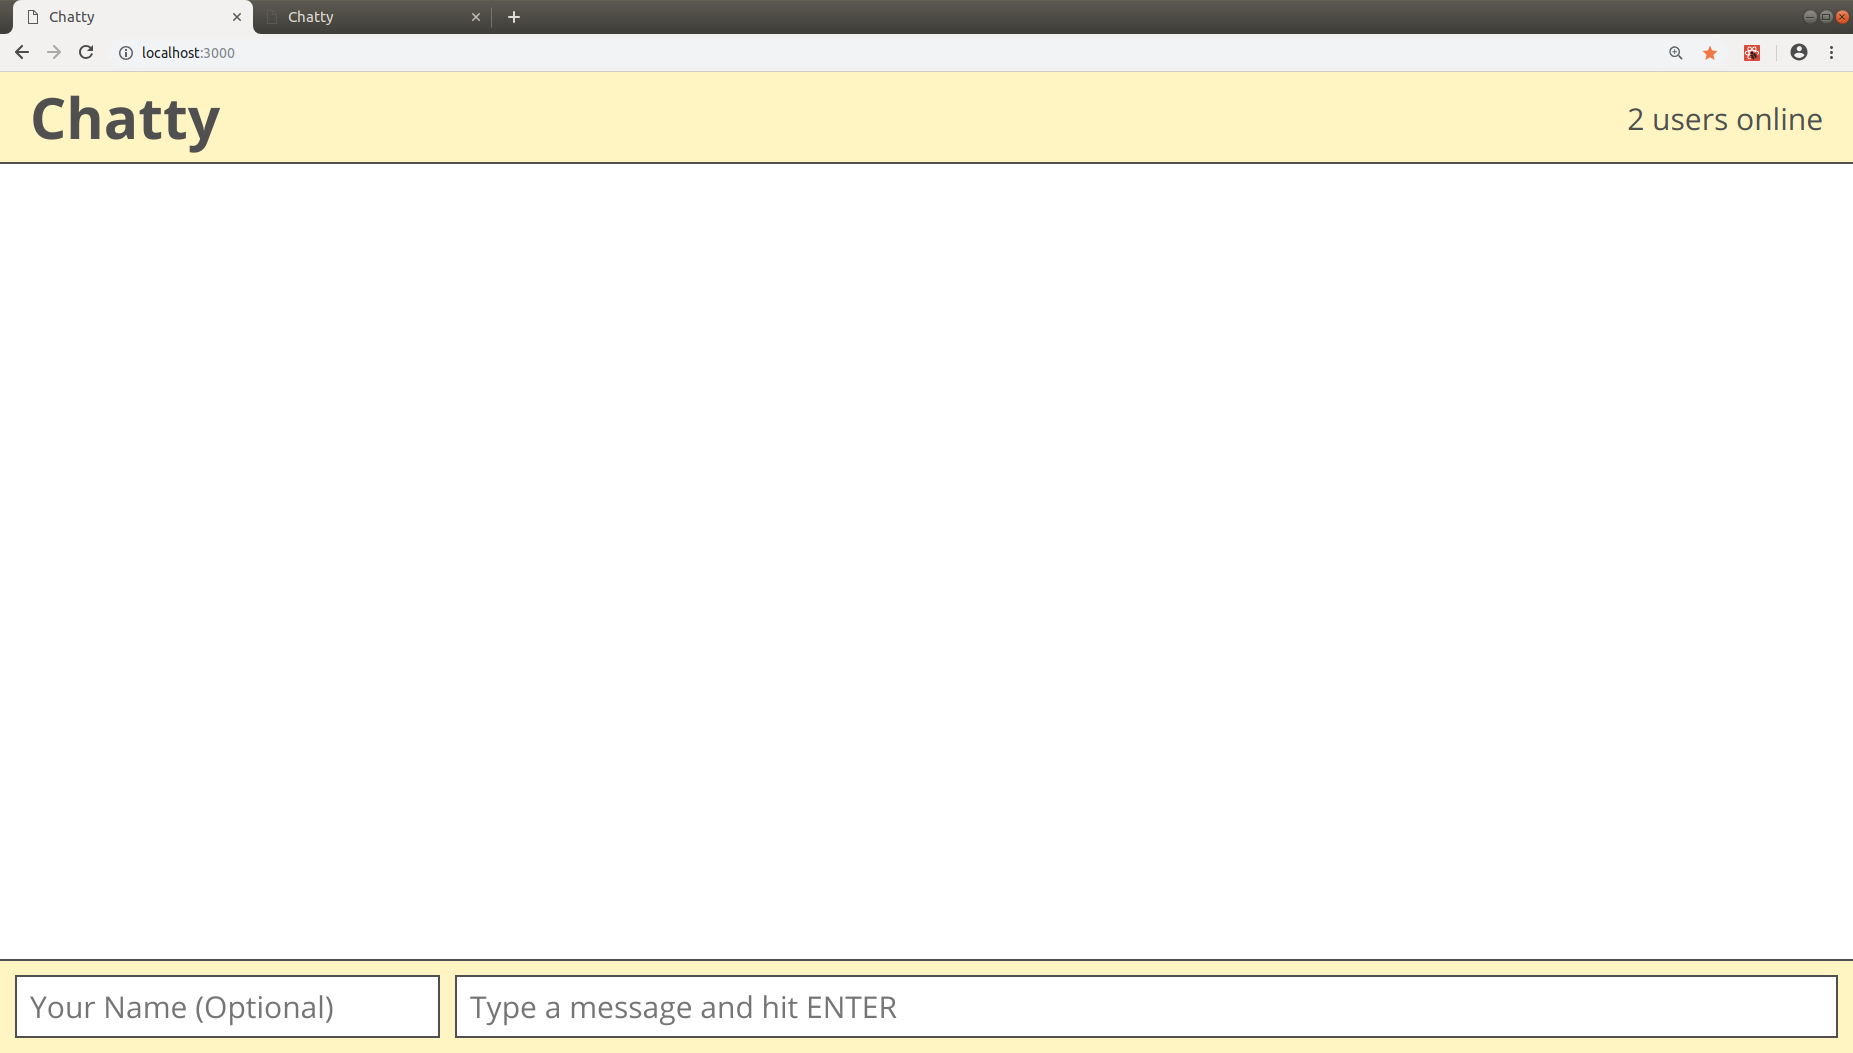 Chatty
Chatty
localhost:3000
Chatty
2 users online
Your Name (Optional)
Type a message and hit ENTER